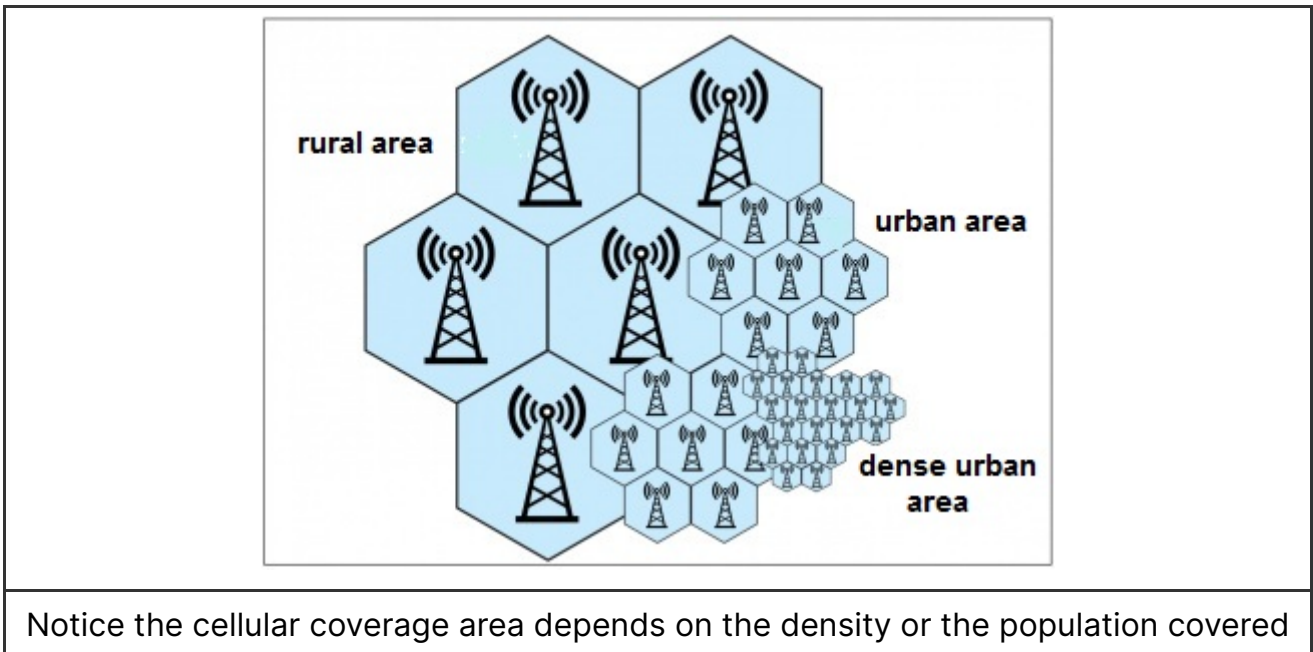 rural area
urban area
dense urban
area
Notice the cellular coverage area depends on the density or the population covered